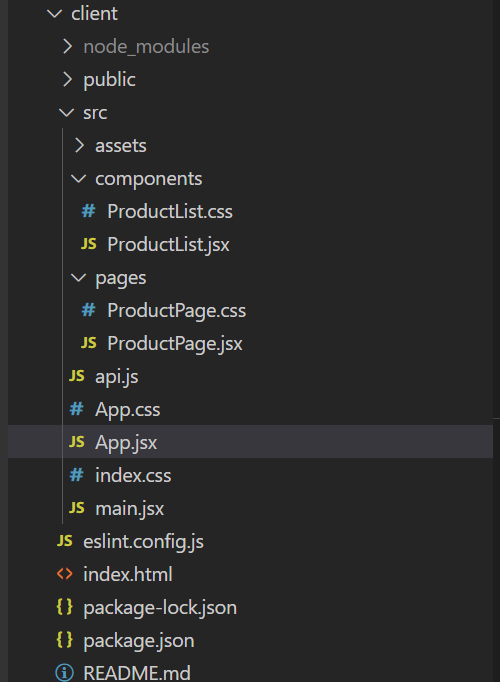 client
node_modules
public
src
assets
components
# ProductList.css
JS ProductList.jsx
pages
# ProductPage.css
JS ProductPage.jsx
JS api.js
# App.css
JS App.jsx
# index.css
JS main.jsx
JS eslint.config.js
<> index.html
{} package-lock.json
{} package.json
README.md